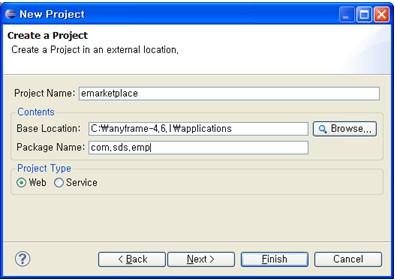 New Project
Create a Project
Create a Project in an external location,
Project Name: emarketplace
Contents
Base Location: C:₩anyframe-4,6,1₩applications Browse...
Package Name: com,sds,emp
Project Type
Web Service
? < Back Next > Finish Cancel